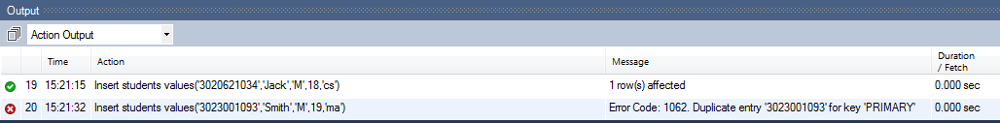 Output
Action Output
Time Action Message Duration / Fetch
19 15:21:15 Insert students values('3020621034','Jack','M',18,'cs') 1 row(s) affected 0.000 sec
20 15:21:32 Insert students values('3023001093','Smith','M',19,'ma') Error Code: 1062. Duplicate entry '3023001093' for key 'PRIMARY' 0.000 sec